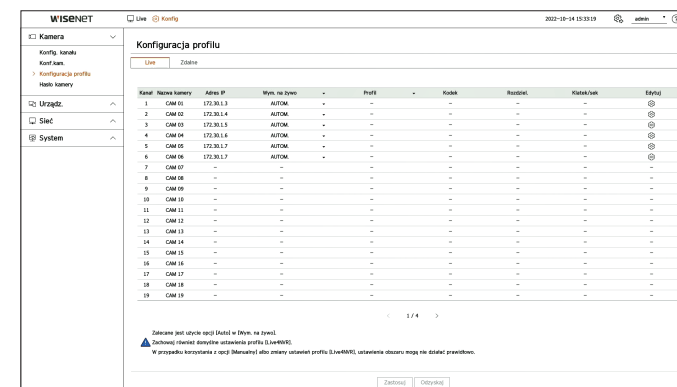 WISENET
Live Konfig
2022-10-14 15:33:19 admin
Kamera
Konfig. kanału
Konf.kam.
> Konfiguracja profilu
Hasło kamery
Urządz.
Sieć
System
Konfiguracja profilu
Live Zdalne
Kanał Nazwa kamery Adres IP Wym. na żywo Profil Kodek Rozdziel. Klatek/sek Edytuj
1 CAM 01 172.30.1.3 AUTOM. - - - -
2 CAM 02 172.30.1.4 AUTOM. - - - -
3 CAM 03 172.30.1.5 AUTOM. - - - -
4 CAM 04 172.30.1.6 AUTOM. - - - -
5 CAM 05 172.30.1.7 AUTOM. - - - -
6 CAM 06 172.30.1.7 AUTOM. - - - -
7 CAM 07 - - - - - - -
8 CAM 08 - - - - - - -
9 CAM 09 - - - - - - -
10 CAM 10 - - - - - - -
11 CAM 11 - - - - - - -
12 CAM 12 - - - - - - -
13 CAM 13 - - - - - - -
14 CAM 14 - - - - - - -
15 CAM 15 - - - - - - -
16 CAM 16 - - - - - - -
17 CAM 17 - - - - - - -
18 CAM 18 - - - - - - -
19 CAM 19 - - - - - - -
< 1 / 4 >
Zalecane jest użycie opcji [Auto] w [Wym. na żywo].
Zachowaj również domyślne ustawienia profilu [Live4NVR].
W przypadku korzystania z opcji [Manualny] albo zmiany ustawień profilu [Live4NVR], ustawienia obszaru mogą nie działać prawidłowo.
Zastosuj Odzyskaj